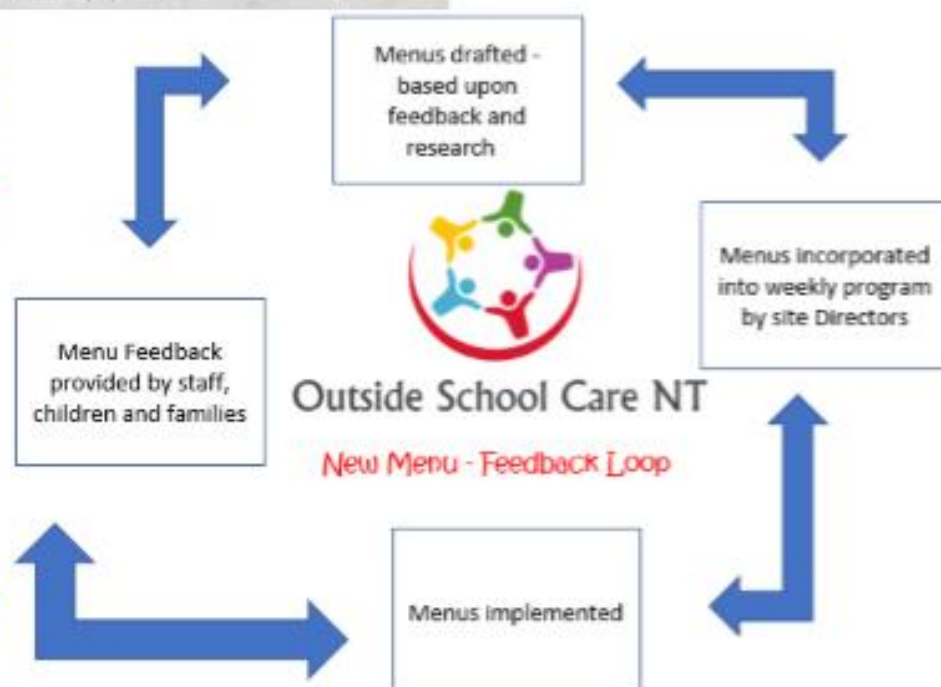 Menus drafted -
based upon
feedback and
research
Menus incorporated
into weekly program
by site Directors
Menu Feedback
provided by staff,
children and families
Outside School Care NT
New Menu - Feedback Loop
Menus implemented